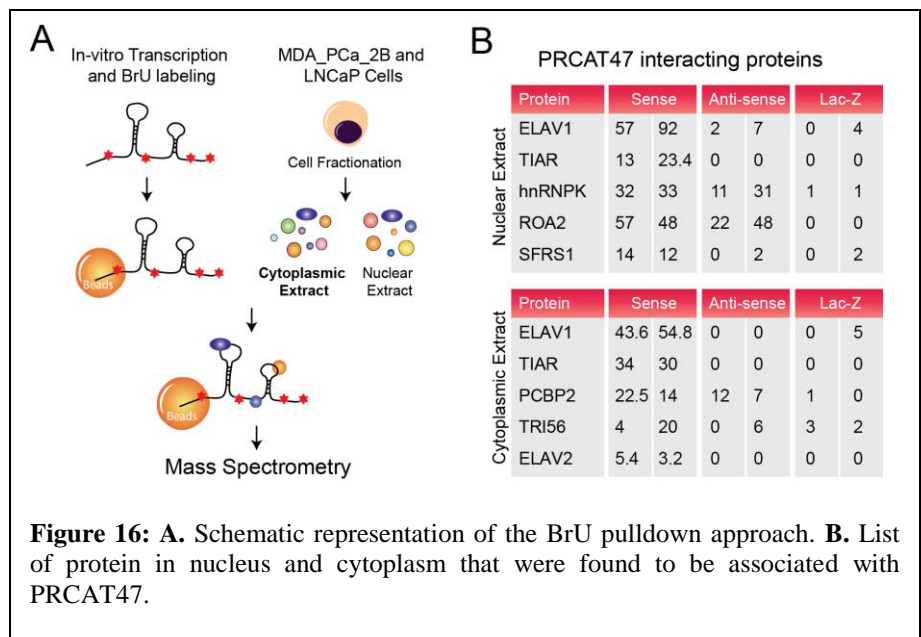 A
In-vitro Transcription
and BrU labeling
MDA_PCa_2B and
LNCaP Cells
Cell Fractionation
Beads
Cytoplasmic
Extract
Nuclear
Extract
Beads
Mass Spectrometry
B
PRCAT47 interacting proteins
Nuclear Extract
Protein Sense Anti-sense Lac-Z
ELAV1 57 92 2 7 0 4
TIAR 13 23.4 0 0 0 0
hnRNPK 32 33 11 31 1 1
ROA2 57 48 22 48 0 0
SFRS1 14 12 0 2 0 2
Cytoplasmic Extract
Protein Sense Anti-sense Lac-Z
ELAV1 43.6 54.8 0 0 0 5
TIAR 34 30 0 0 0 0
PCBP2 22.5 14 12 7 1 0
TRI56 4 20 0 6 3 2
ELAV2 5.4 3.2 0 0 0 0
Figure 16: A. Schematic representation of the BrU pulldown approach. B. List
of protein in nucleus and cytoplasm that were found to be associated with
PRCAT47.